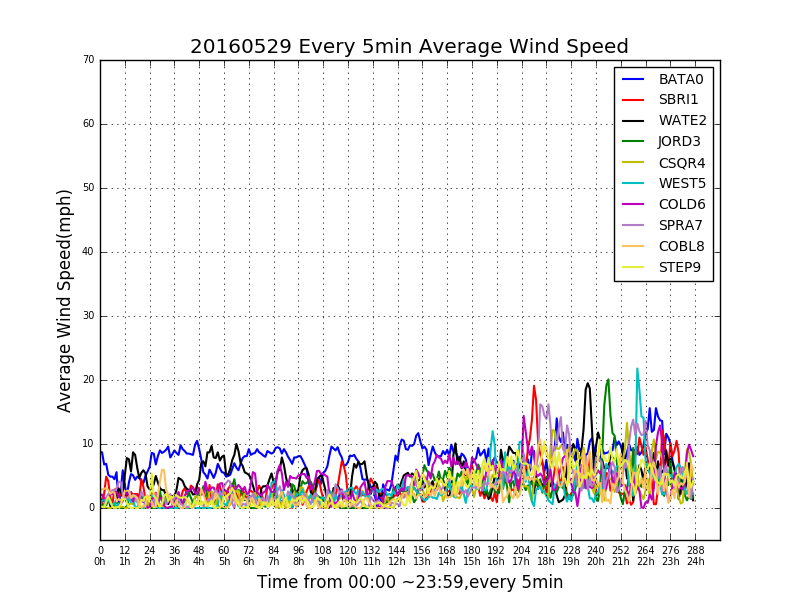 20160529 Every 5min Average Wind Speed
70
60
50
40
30
20
10
0
Average Wind Speed(mph)
BATA0
SBRI1
WATE2
JORD3
CSQR4
WEST5
COLD6
SPRA7
COBL8
STEP9
0 12 24 36 48 60 72 84 96 108 120 132 144 156 168 180 192 204 216 228 240 252 264 276 288
0h 1h 2h 3h 4h 5h 6h 7h 8h 9h 10h 11h 12h 13h 14h 15h 16h 17h 18h 19h 20h 21h 22h 23h 24h
Time from 00:00 ~23:59,every 5min